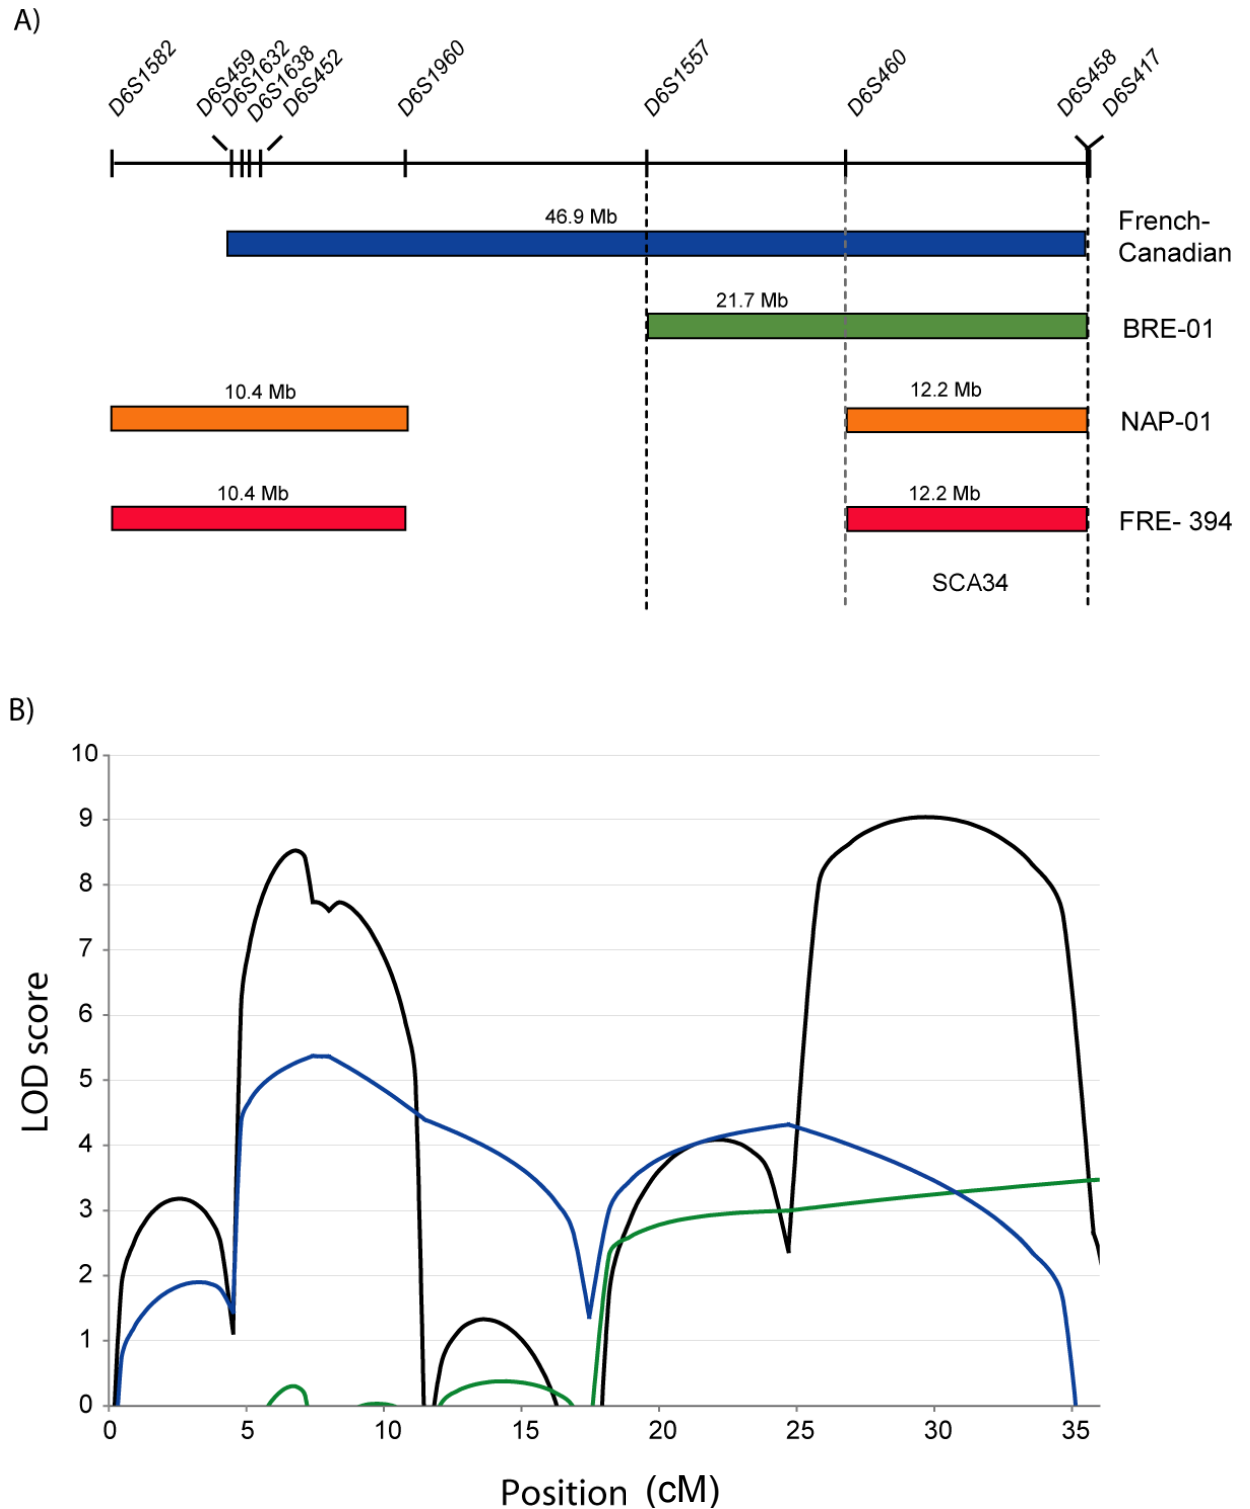 A)
D6S1582
D6S459
D6S1632
D6S1638
D6S452
D6S1960
D6S1557
D6S460
D6S458
D6S417
46.9 Mb
French-
Canadian
21.7 Mb
BRE-01
10.4 Mb
12.2 Mb
NAP-01
10.4 Mb
12.2 Mb
FRE- 394
SCA34
B)
10
9
8
7
6
5
4
3
2
1
0
LOD score
0 5 10 15 20 25 30 35
Position (cM)